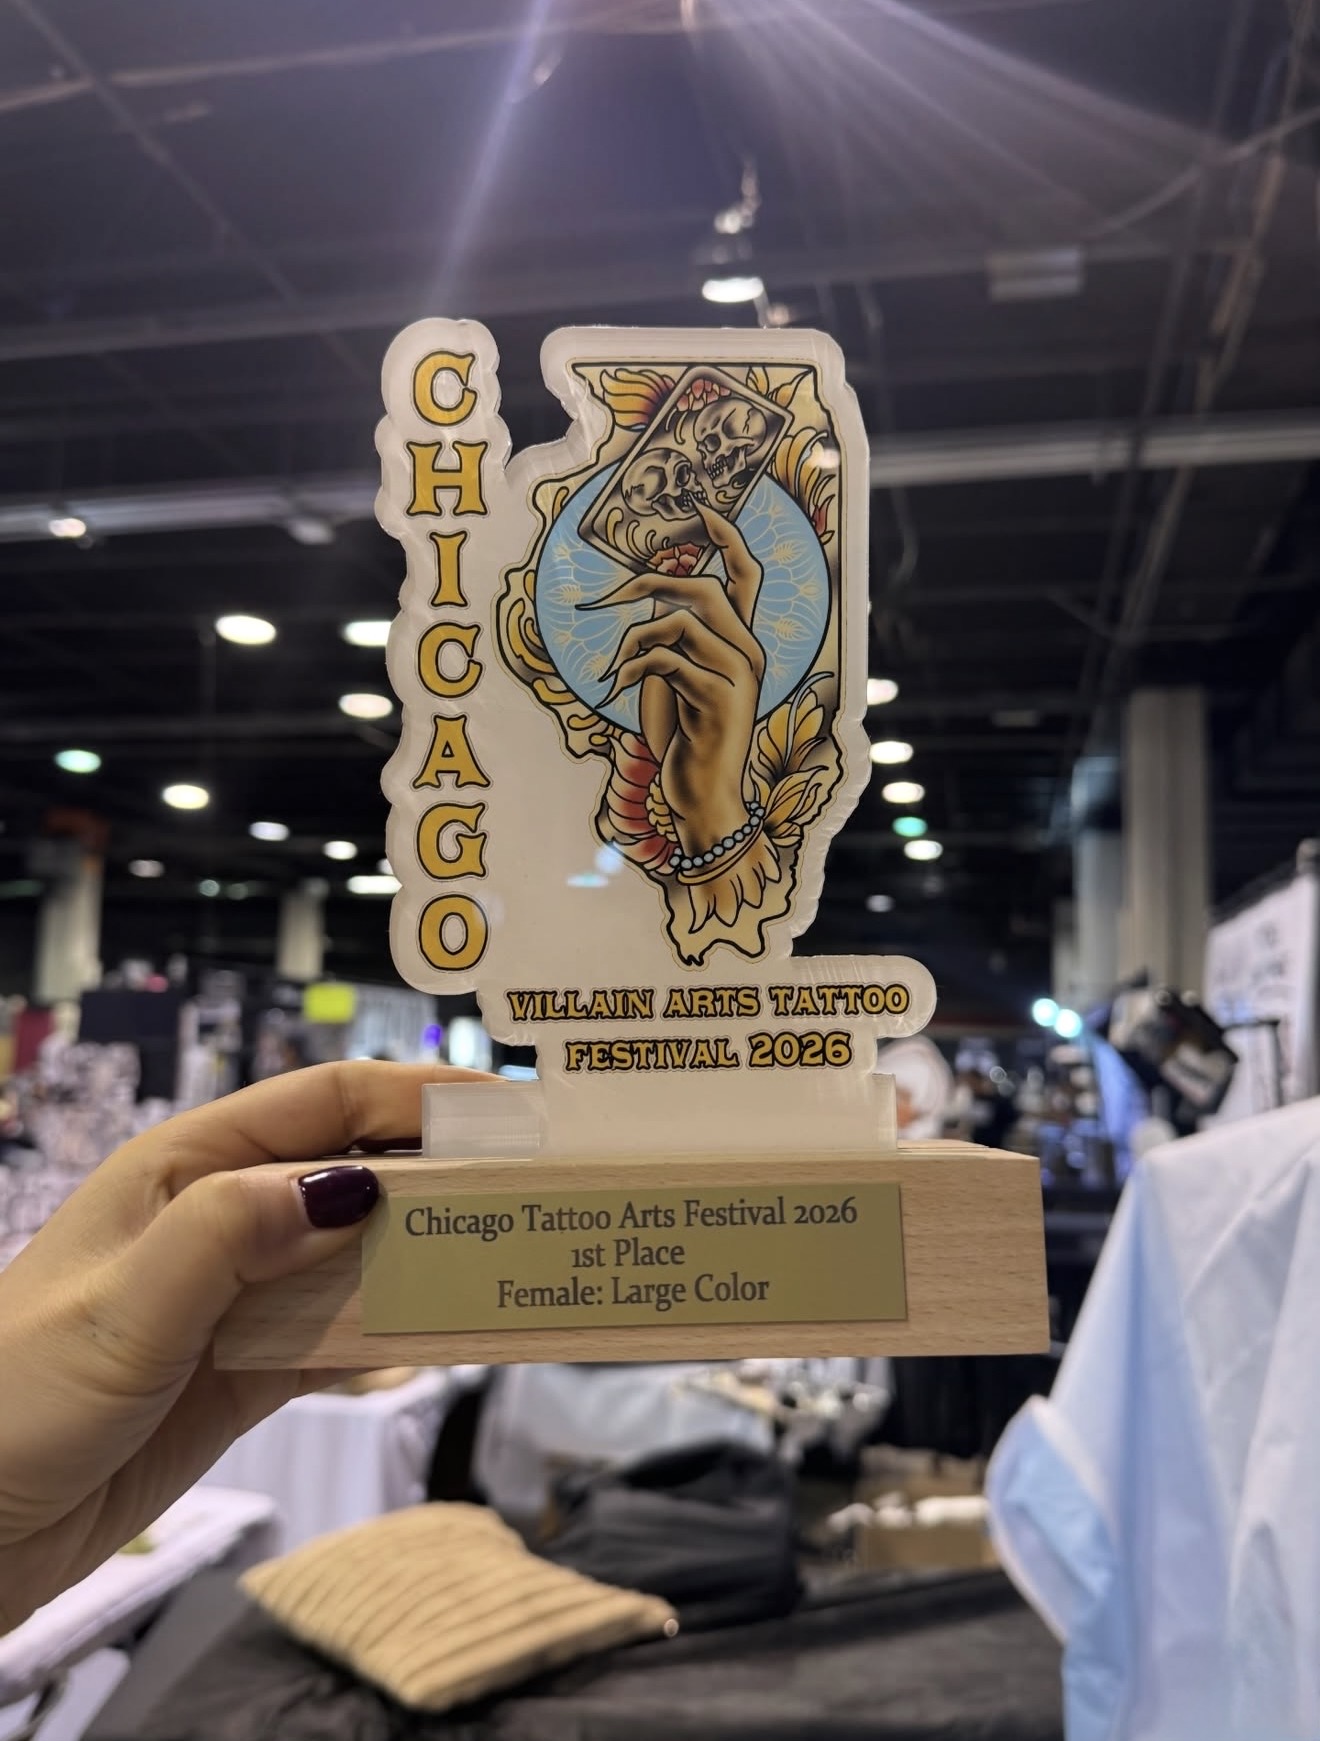 CHICAGO
VILLAIN ARTS TATTOO
FESTIVAL 2026
Chicago Tattoo Arts Festival 2026
1st Place
Female: Large Color